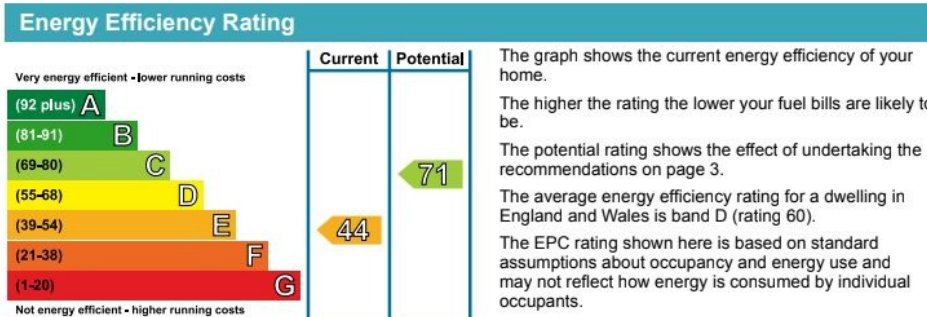 Energy Efficiency Rating
Current Potential
Very energy efficient - lower running costs
(92 plus) A
(81-91) B
(69-80) C
(55-68) D
(39-54) E
(21-38) F
(1-20) G
Not energy efficient - higher running costs
44
71
The graph shows the current energy efficiency of your
home.
The higher the rating the lower your fuel bills are likely to
be.
The potential rating shows the effect of undertaking the
recommendations on page 3.
The average energy efficiency rating for a dwelling in
England and Wales is band D (rating 60).
The EPC rating shown here is based on standard
assumptions about occupancy and energy use and
may not reflect how energy is consumed by individual
occupants.